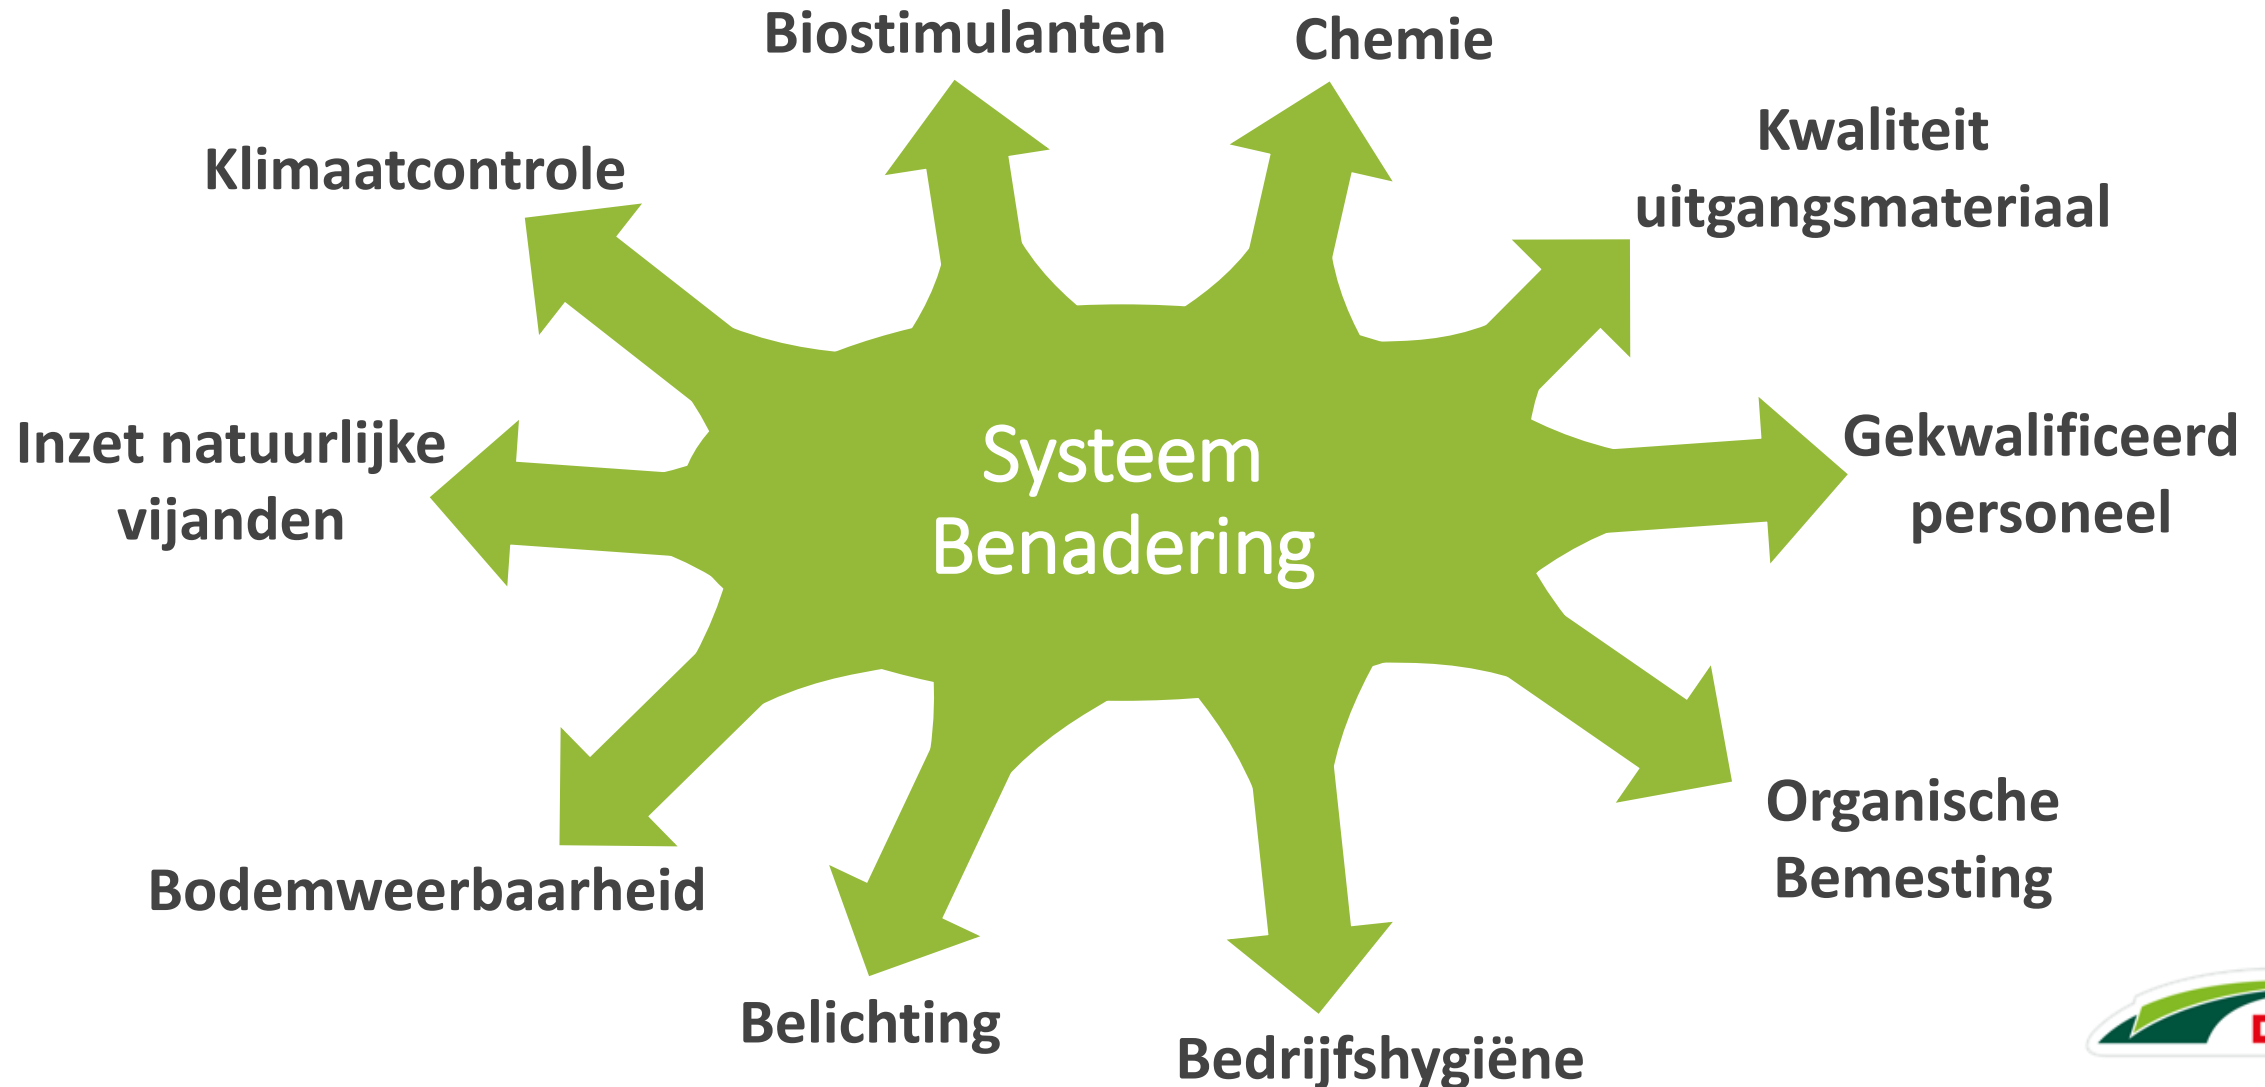 Biostimulanten
Chemie
Kwaliteit
uitgangsmateriaal
Klimaatcontrole
Inzet natuurlijke
vijanden
Gekwalificeerd
personeel
Systeem
Benadering
Organische
Bemesting
Bodemweerbaarheid
Belichting
Bedrijfshygiëne